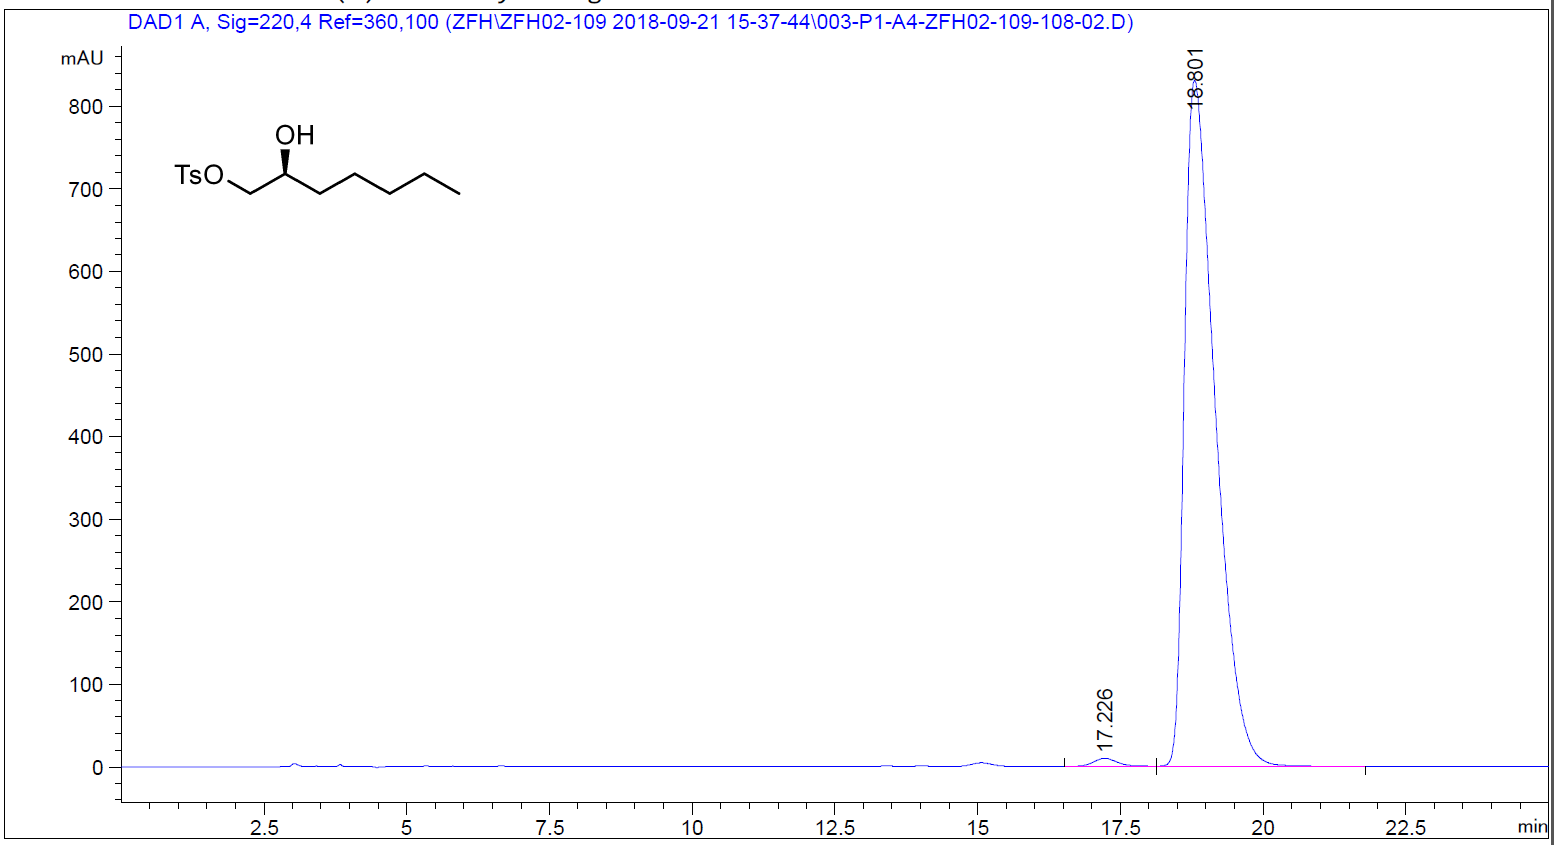 DAD1 A, Sig=220,4 Ref=360,100 (ZFH\ZFH02-109 2018-09-21 15-37-44\003-P1-A4-ZFH02-109-108-02.D)
mAU
18.801
800
OH
TsO
700
600
500
400
300
200
100
17.226
0
2.5 5 7.5 10 12.5 15 17.5 20 22.5 min